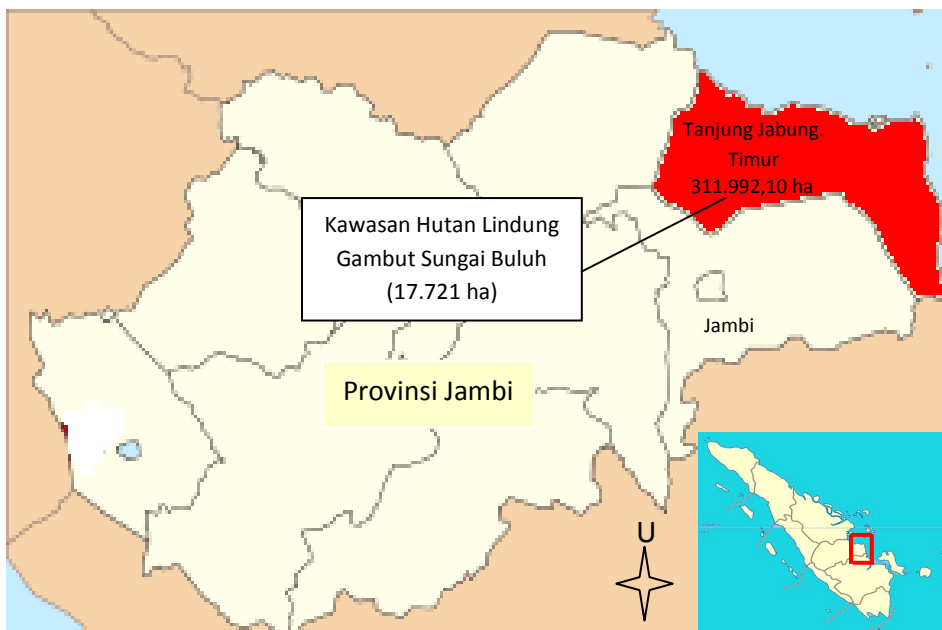 Tanjung Jabung.
Timur
311.992,10 ha
Kawasan Hutan Lindung
Gambut Sungai Buluh
(17.721 ha)
Jambi
Provinsi Jambi
U